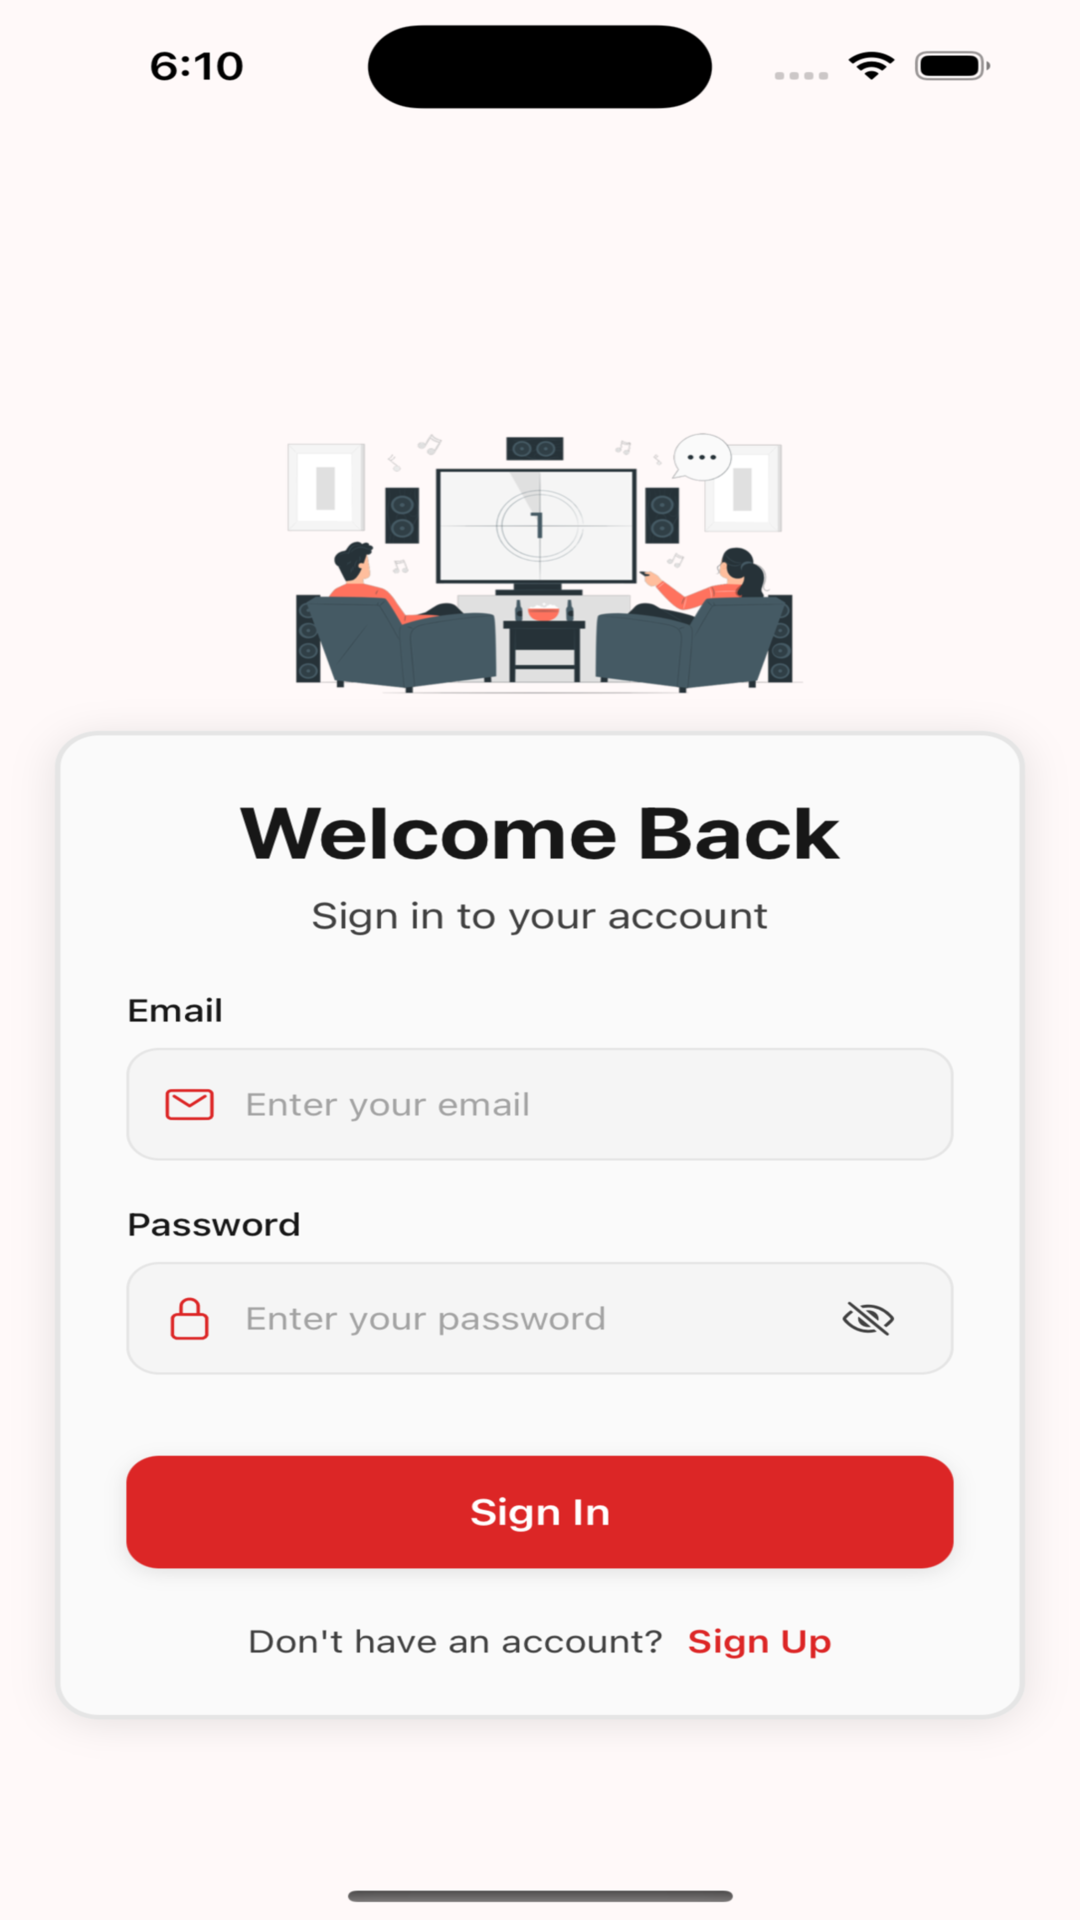 6:10
1
Welcome Back
Sign in to your account
Email
Enter your email
Password
Enter your password
Sign In
Don't have an account? Sign Up